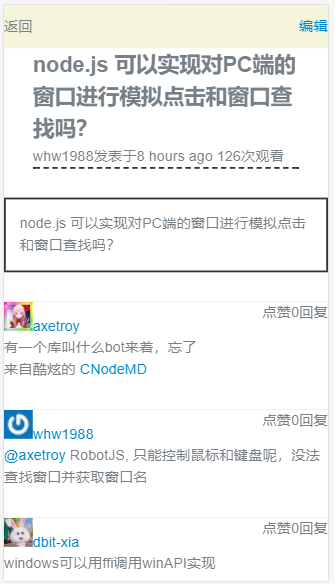 返回 编辑
node.js 可以实现对PC端的
窗口进行模拟点击和窗口查
找吗?
whw1988发表于8 hours ago 126次观看
node.js 可以实现对PC端的窗口进行模拟点击
和窗口查找吗?
axetroy 点赞0回复
有一个库叫什么bot来着，忘了
来自酷炫的 CNodeMD
whw1988 点赞0回复
@axetroy RobotJS, 只能控制鼠标和键盘呢，没法
查找窗口并获取窗口名
dbit-xia 点赞0回复
windows可以用ffi调用winAPI实现